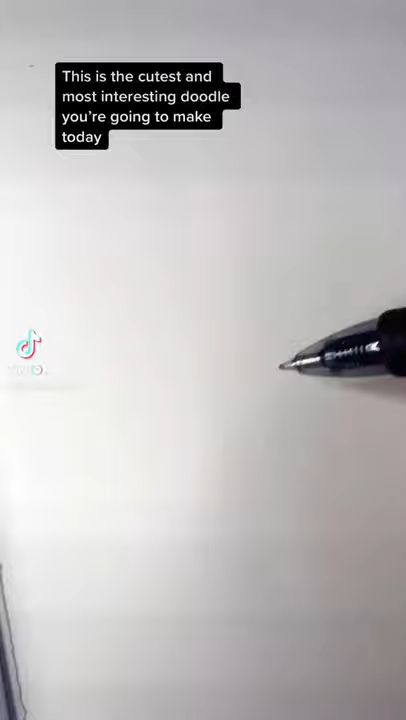 This is the cutest and
most interesting doodle
you’re going to make
today